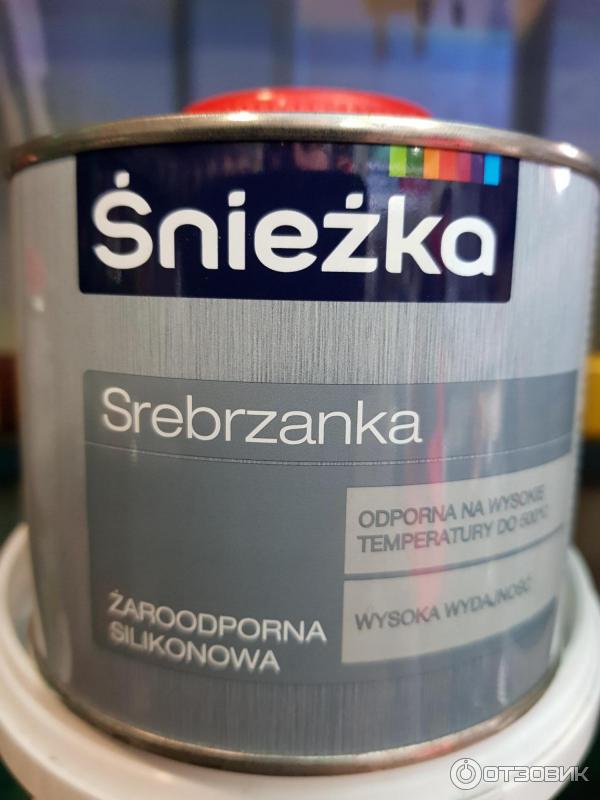 Śnieżka
Srebrzanka
ODPORNA NA WYSOKIE
TEMPERATURY DO 500°C
WYSOKA WYDAJNOŚĆ
ŻAROODPORNA
SILIKONOWA
ОТЗОВИК